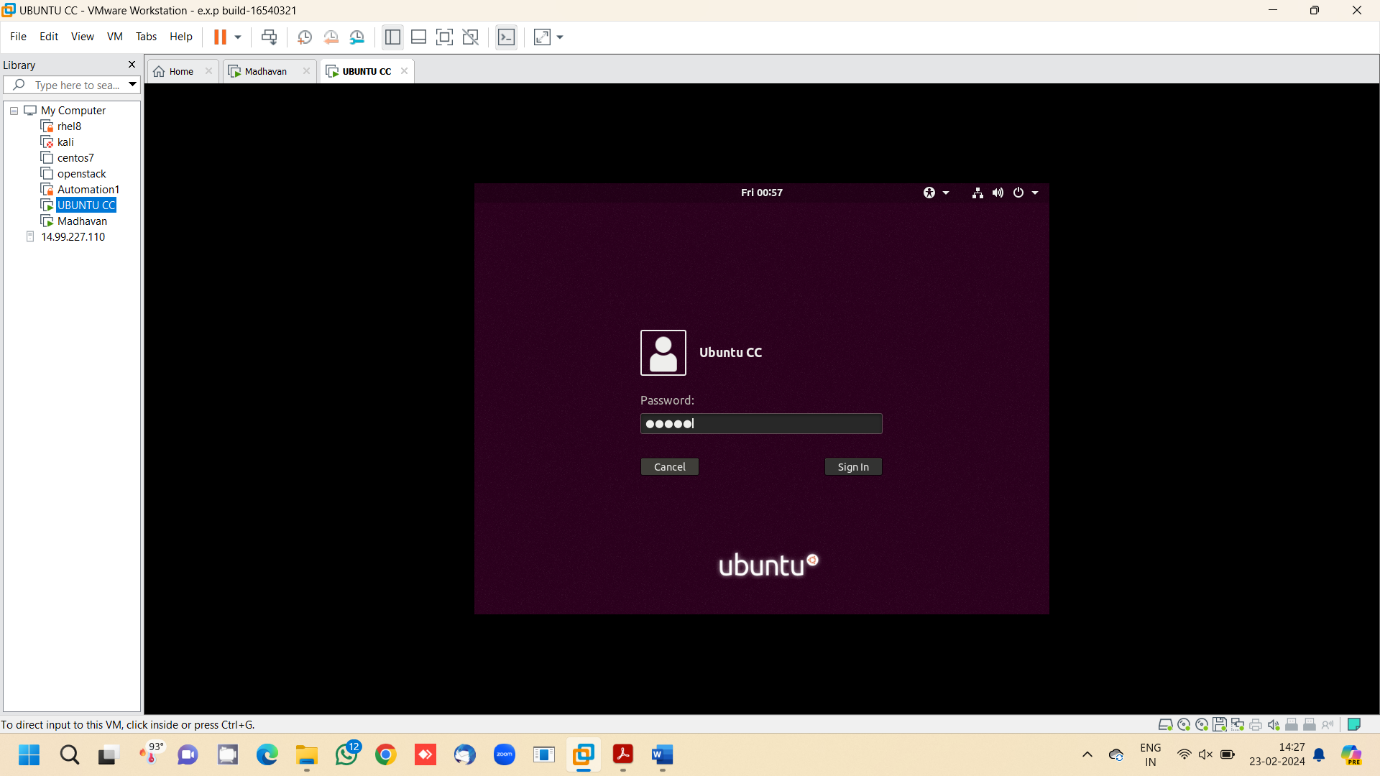 UBUNTU CC - VMware Workstation - e.x.p build-16540321
File Edit View VM Tabs Help
Library
Type here to sea...
Home
Madhavan
UBUNTU CC
My Computer
rhel8
kali
centos7
openstack
Automation1
UBUNTU CC
Madhavan
14.99.227.110
Fri 00:57
Ubuntu CC
Password:
Cancel
Sign In
ubuntu
To direct input to this VM, click inside or press Ctrl+G.
93°
12
zoom
W
ENG
IN
14:27
23-02-2024
PRE